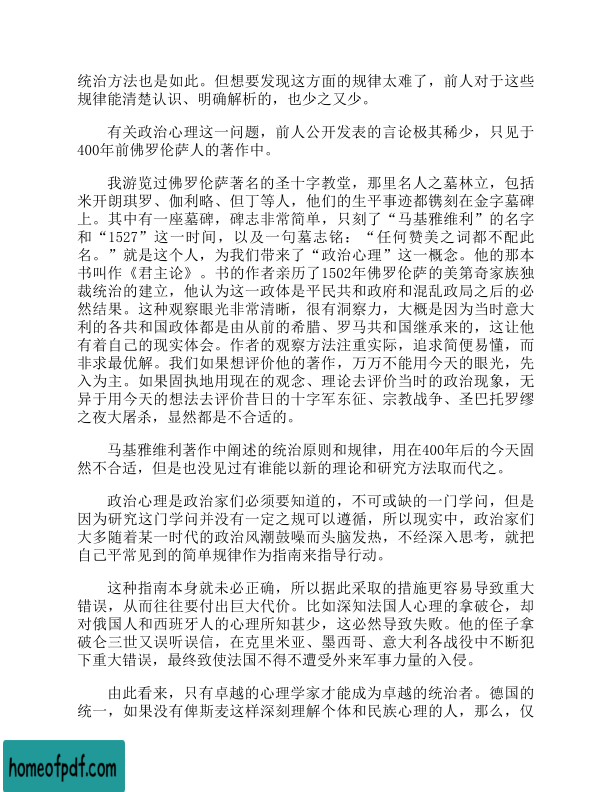 统治方法也是如此。但想要发现这方面的规律太难了，前人对于这些
规律能清楚认识、明确解析的，也少之又少。
有关政治心理这一问题，前人公开发表的言论极其稀少，只见于
400年前佛罗伦萨人的著作中。
我游览过佛罗伦萨著名的圣十字教堂，那里名人之墓林立，包括
米开朗琪罗、伽利略、但丁等人，他们的生平事迹都镌刻在金字墓碑
上。其中有一座墓碑，碑志非常简单，只刻了“马基雅维利”的名字
和“1527”这一时间，以及一句墓志铭：“任何赞美之词都不配此
名。”就是这个人，为我们带来了“政治心理”这一概念。他的那本
书叫作《君主论》。书的作者亲历了1502年佛罗伦萨的美第奇家族独
裁统治的建立，他认为这一政体是平民共和政府和混乱政局之后的必
然结果。这种观察眼光非常清晰，很有洞察力，大概是因为当时意大
利的各共和国政体都是由从前的希腊、罗马共和国继承来的，这让他
有着自己的现实体会。作者的观察方法注重实际，追求简便易懂，而
非求最优解。我们如果想评价他的著作，万万不能用今天的眼光，先
入为主。如果固执地用现在的观念、理论去评价当时的政治现象，无
异于用今天的想法去评价昔日的十字军东征、宗教战争、圣巴托罗缪
之夜大屠杀，显然都是不合适的。
马基雅维利著作中阐述的统治原则和规律，用在400年后的今天固
然不合适，但是也没见过有谁能以新的理论和研究方法取而代之。
政治心理是政治家们必须要知道的，不可或缺的一门学问，但是
因为研究这门学问并没有一定之规可以遵循，所以现实中，政治家们
大多随着某一时代的政治风潮鼓噪而头脑发热，不经深入思考，就把
自己平常见到的简单规律作为指南来指导行动。
这种指南本身就未必正确，所以据此采取的措施更容易导致重大
错误，从而往往要付出巨大代价。比如深知法国人心理的拿破仑，却
对俄国人和西班牙人的心理所知甚少，这必然导致失败。他的侄子拿
破仑三世又误听误信，在克里米亚、墨西哥、意大利各战役中不断犯
下重大错误，最终致使法国不得不遭受外来军事力量的入侵。
由此看来，只有卓越的心理学家才能成为卓越的统治者。德国的
统一，如果没有俾斯麦这样深刻理解个体和民族心理的人，那么，仅
homeofpdf.com